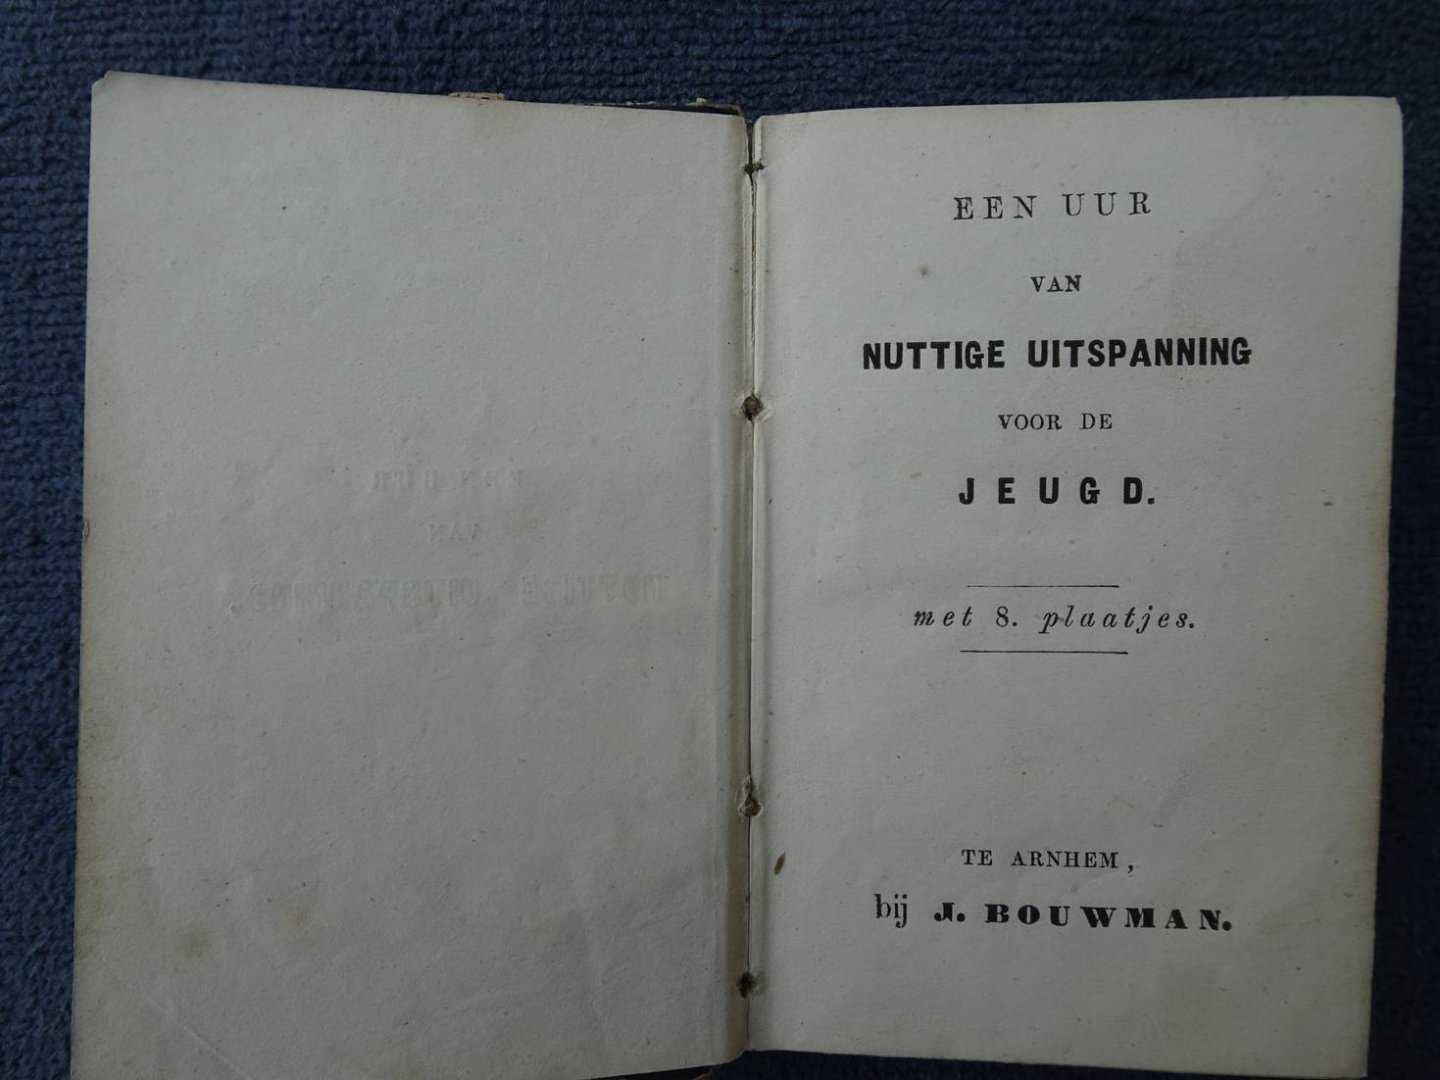 EEN UUR
VAN
NUTTIGE UITSPANNING
VOOR DE
JEUGD.
met 8. plaatjes.
TE ARNHEM,
bij J. BOUWMAN.